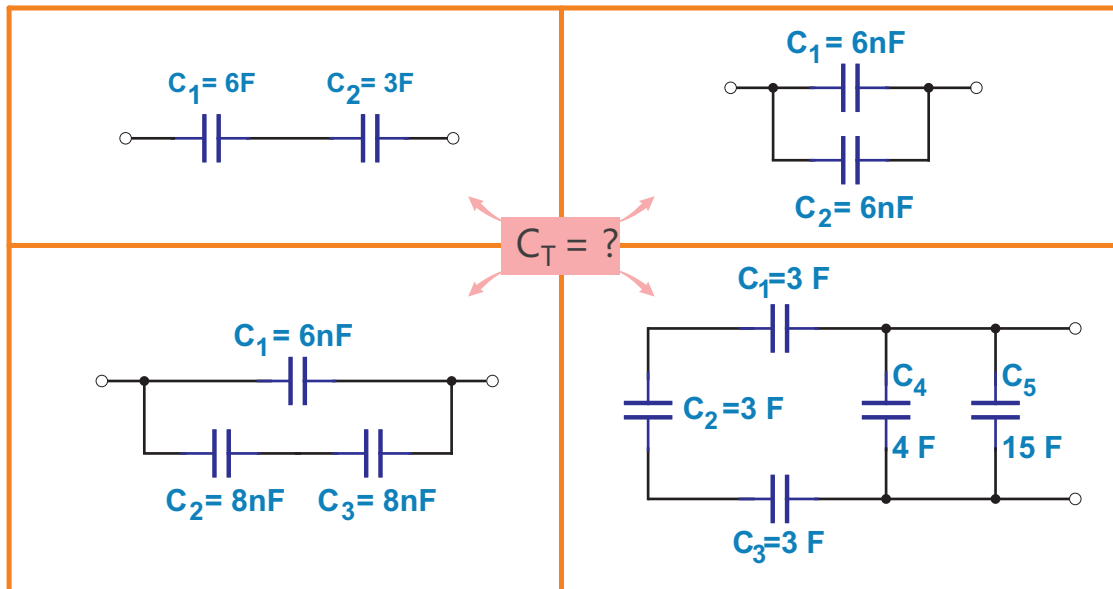 C₁= 6F
C₂= 3F
C₁= 6nF
C₂= 6nF
C_T = ?
C₁= 6nF
C₂= 8nF
C₃= 8nF
C₁=3 F
C₂=3 F
C₄
4 F
C₅
15 F
C₃=3 F